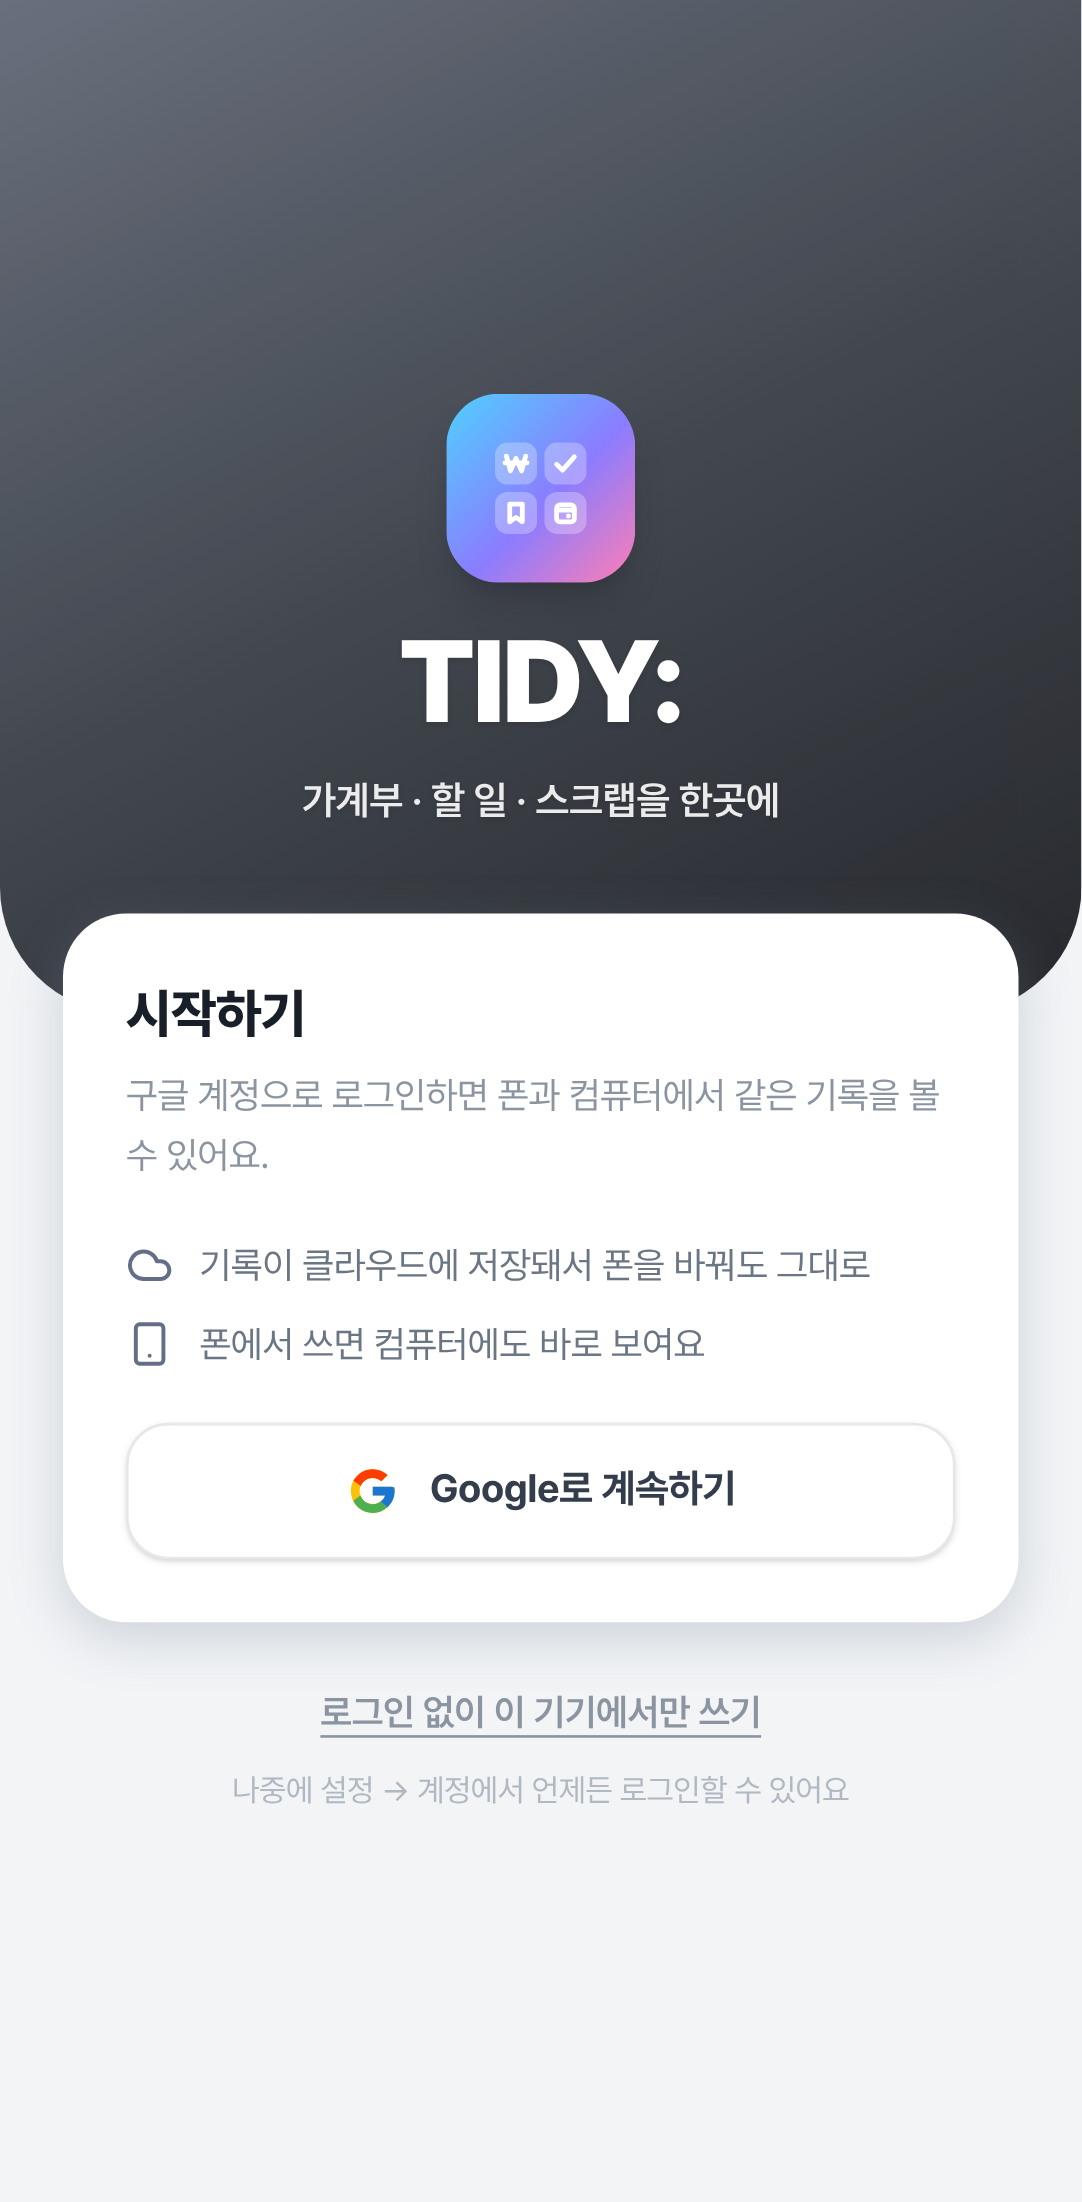 TIDY:
가계부 · 할 일 · 스크랩을 한곳에
시작하기
구글 계정으로 로그인하면 폰과 컴퓨터에서 같은 기록을 볼
수 있어요.
기록이 클라우드에 저장돼서 폰을 바꿔도 그대로
폰에서 쓰면 컴퓨터에도 바로 보여요
Google로 계속하기
로그인 없이 이 기기에서만 쓰기
나중에 설정 → 계정에서 언제든 로그인할 수 있어요